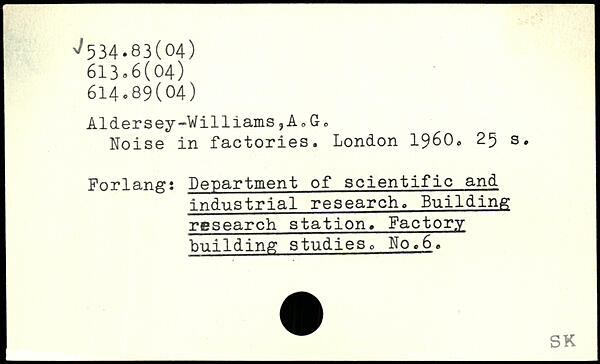 ✓534.83(04)
613.6(04)
614.89(04)
Aldersey-Williams,A.G.
Noise in factories. London 1960. 25 s.
Forlang: Department of scientific and
industrial research. Building
research station. Factory
building studies. No.6.
SK